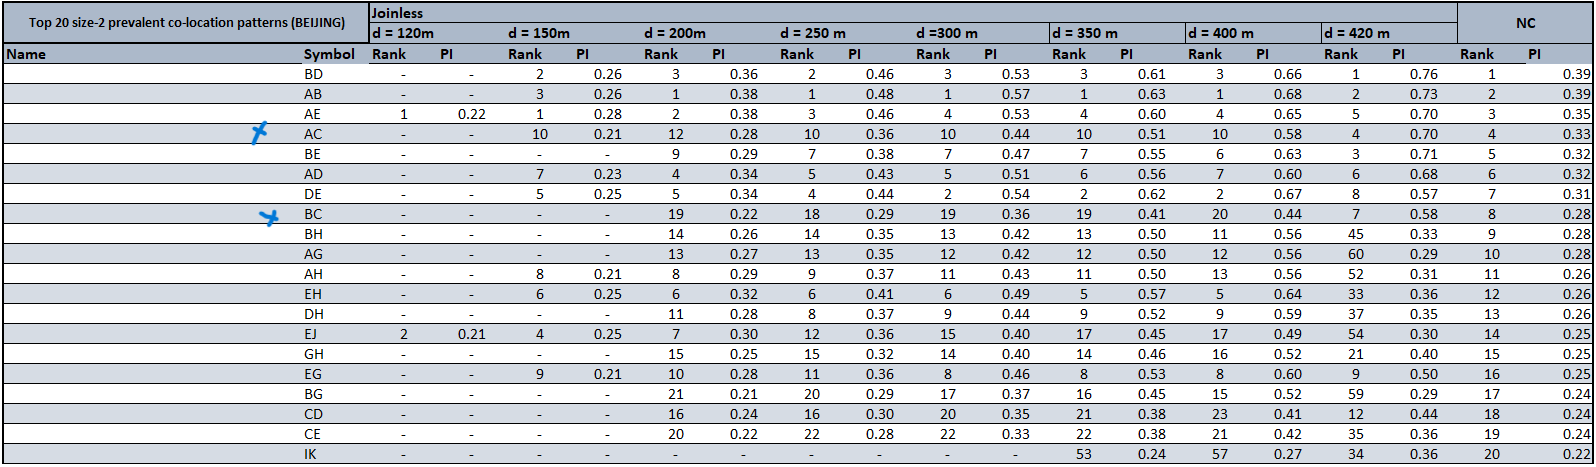 Top 20 size-2 prevalent co-location patterns (BEIJING) Joinless NC
d = 120m d = 150m d = 200m d = 250 m d =300 m d = 350 m d = 400 m d = 420 m
Name Symbol Rank PI Rank PI Rank PI Rank PI Rank PI Rank PI Rank PI Rank PI Rank PI
BD - - 2 0.26 3 0.36 2 0.46 3 0.53 3 0.61 3 0.66 1 0.76 1 0.39
AB - - 3 0.26 1 0.38 1 0.48 1 0.57 1 0.63 1 0.68 2 0.73 2 0.39
AE 1 0.22 1 0.28 2 0.38 3 0.46 4 0.53 4 0.60 4 0.65 5 0.70 3 0.35
AC - - 10 0.21 12 0.28 10 0.36 10 0.44 10 0.51 10 0.58 4 0.70 4 0.33
BE - - - - 9 0.29 7 0.38 7 0.47 7 0.55 6 0.63 3 0.71 5 0.32
AD - - 7 0.23 4 0.34 5 0.43 5 0.51 6 0.56 7 0.60 6 0.68 6 0.32
DE - - 5 0.25 5 0.34 4 0.44 2 0.54 2 0.62 2 0.67 8 0.57 7 0.31
BC - - - - 19 0.22 18 0.29 19 0.36 19 0.41 20 0.44 7 0.58 8 0.28
BH - - - - 14 0.26 14 0.35 13 0.42 13 0.50 11 0.56 45 0.33 9 0.28
AG - - - - 13 0.27 13 0.35 12 0.42 12 0.50 12 0.56 60 0.29 10 0.28
AH - - 8 0.21 8 0.29 9 0.37 11 0.43 11 0.50 13 0.56 52 0.31 11 0.26
EH - - 6 0.25 6 0.32 6 0.41 6 0.49 5 0.57 5 0.64 33 0.36 12 0.26
DH - - - - 11 0.28 8 0.37 9 0.44 9 0.52 9 0.59 37 0.35 13 0.26
EJ 2 0.21 4 0.25 7 0.30 12 0.36 15 0.40 17 0.45 17 0.49 54 0.30 14 0.25
GH - - - - 15 0.25 15 0.32 14 0.40 14 0.46 16 0.52 21 0.40 15 0.25
EG - - 9 0.21 10 0.28 11 0.36 8 0.46 8 0.53 8 0.60 9 0.50 16 0.25
BG - - - - 21 0.21 20 0.29 17 0.37 16 0.45 15 0.52 59 0.29 17 0.24
CD - - - - 16 0.24 16 0.30 20 0.35 21 0.38 23 0.41 12 0.44 18 0.24
CE - - - - 20 0.22 22 0.28 22 0.33 22 0.38 21 0.42 35 0.36 19 0.24
IK - - - - - - - - - - 53 0.24 57 0.27 34 0.36 20 0.22